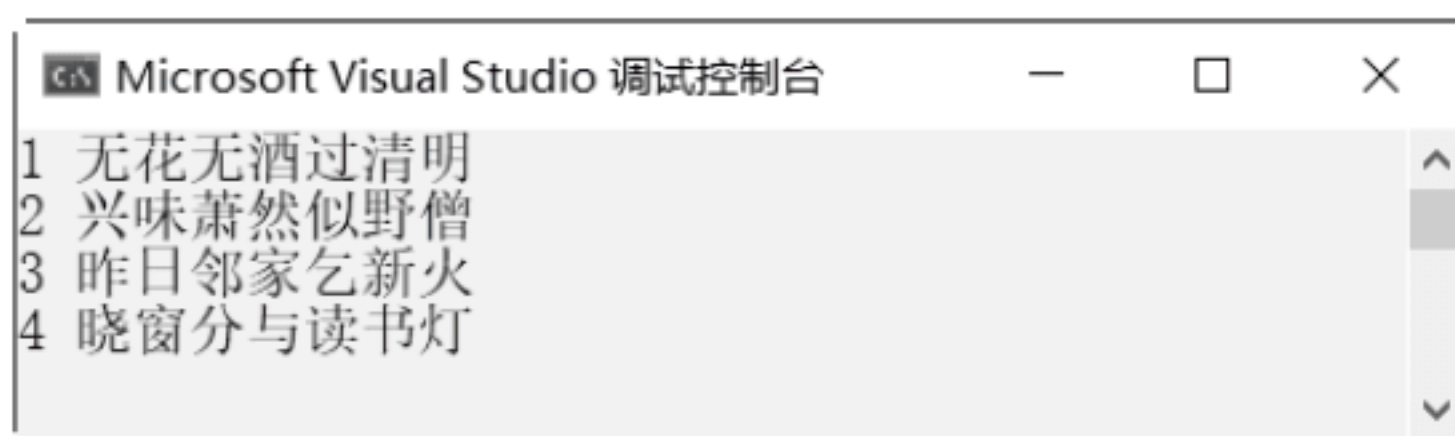 Microsoft Visual Studio 调试控制台
1 无花无酒过清明
2 兴味萧然似野僧
3 昨日邻家乞新火
4 晓窗分与读书灯